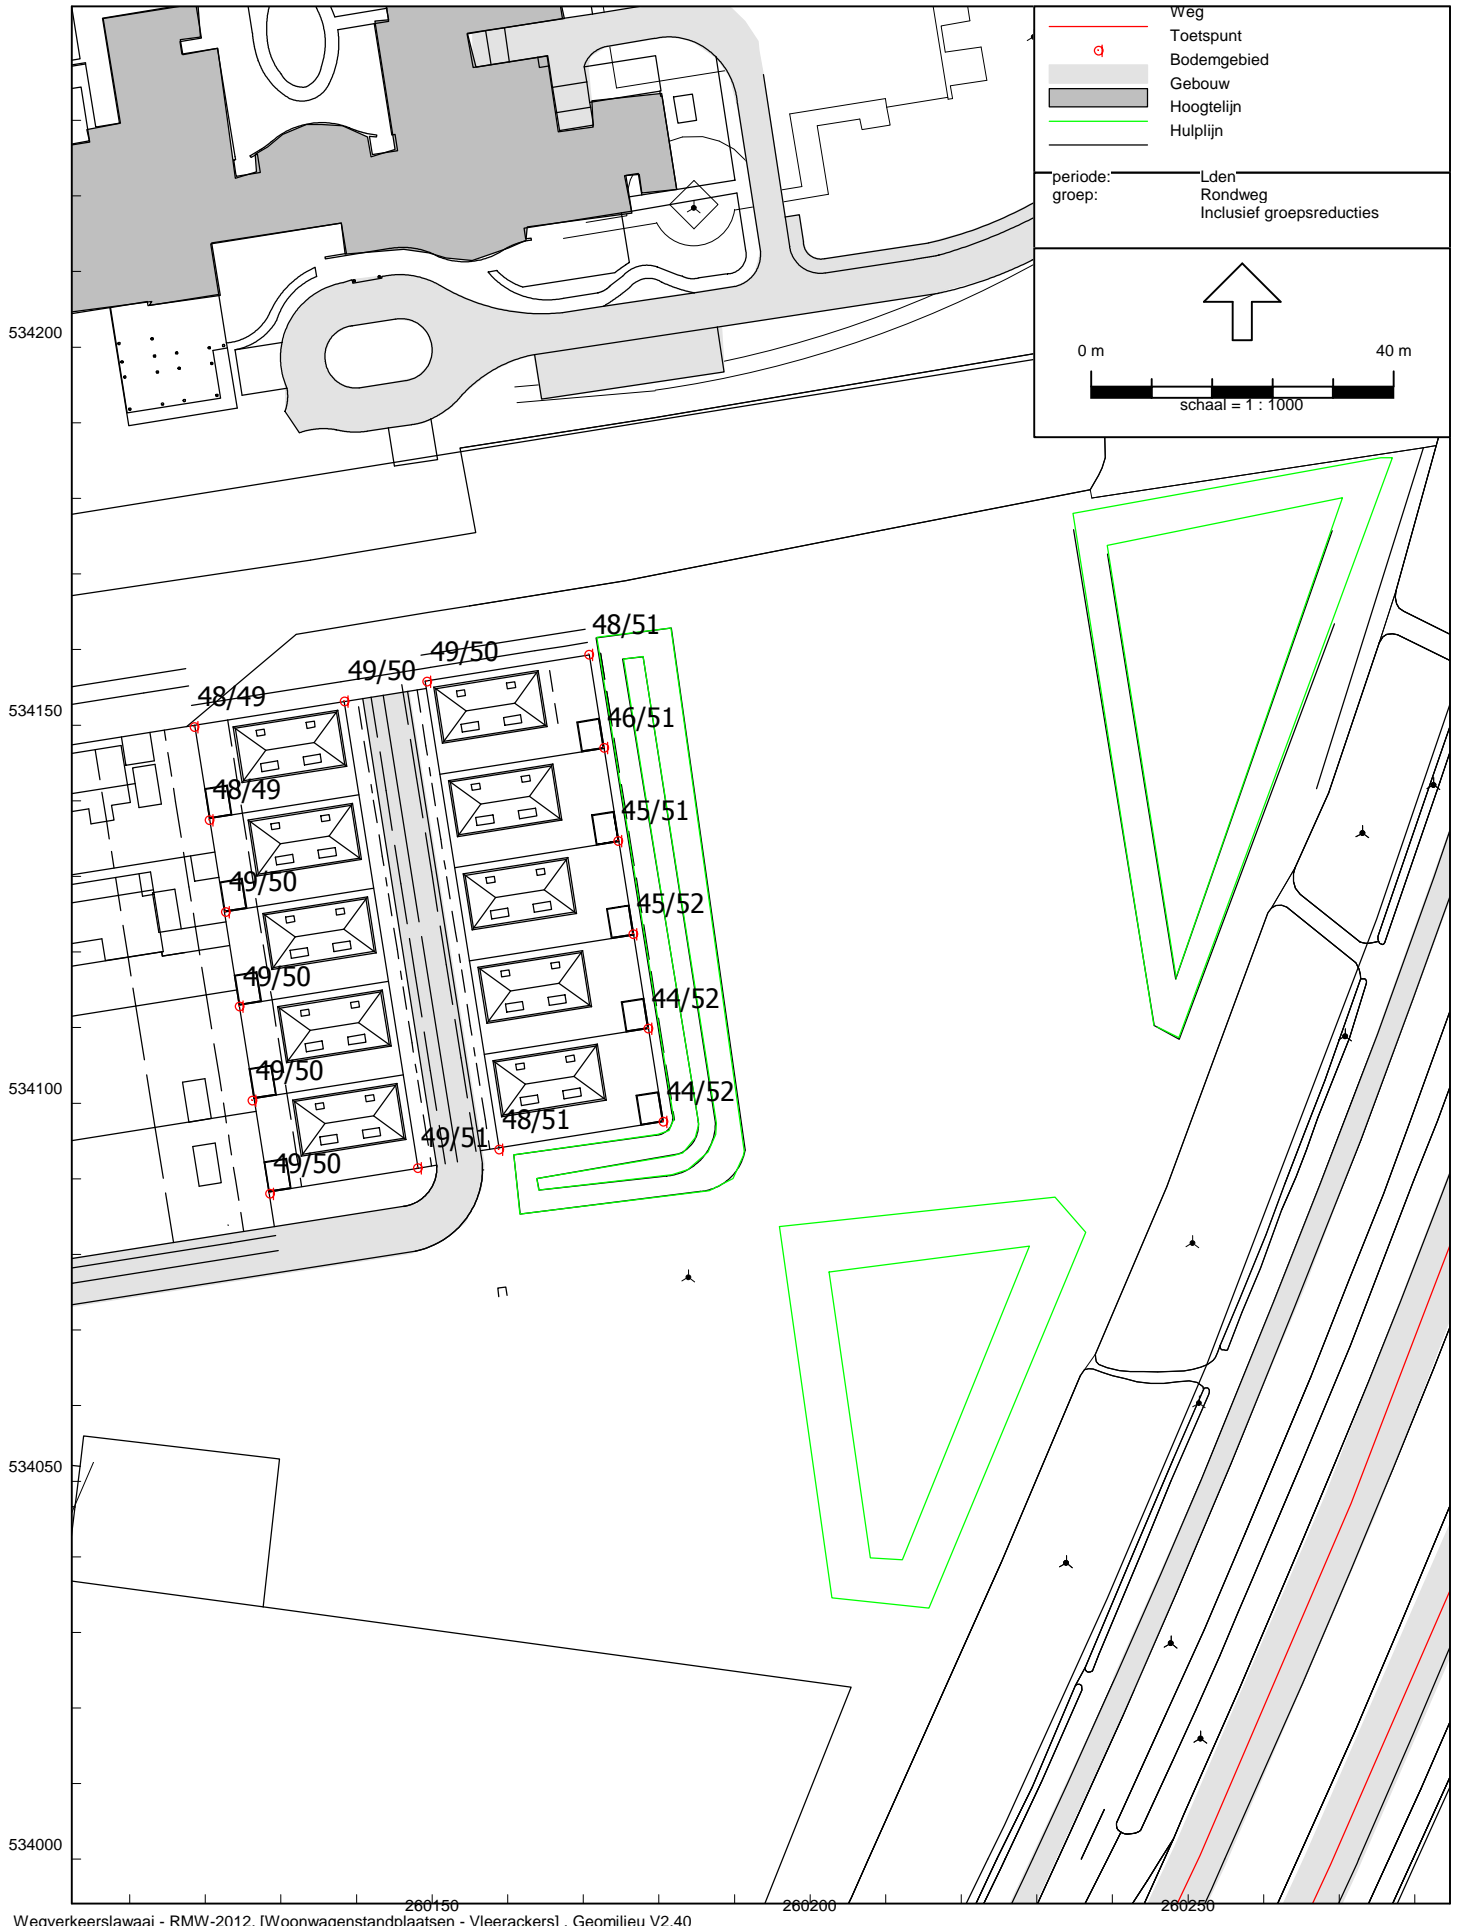 Weg
Toetspunt
Bodemgebied
Gebouw
Hoogtelijn
Hulplijn
periode: Lden
groep: Rondweg
Inclusief groepsreducties
0 m 40 m
schaal = 1 : 1000
534200
48/51
49/50
49/50
48/49
534150
46/51
48/49
45/51
49/50
45/52
49/50
44/52
49/50
534100
44/52
48/51
49/51
49/50
534050
534000
260150 260200 260250
Wegverkeerslawaai - RMW-2012, [Woonwagenstandplaatsen - Vleerackers] , Geomilieu V2.40